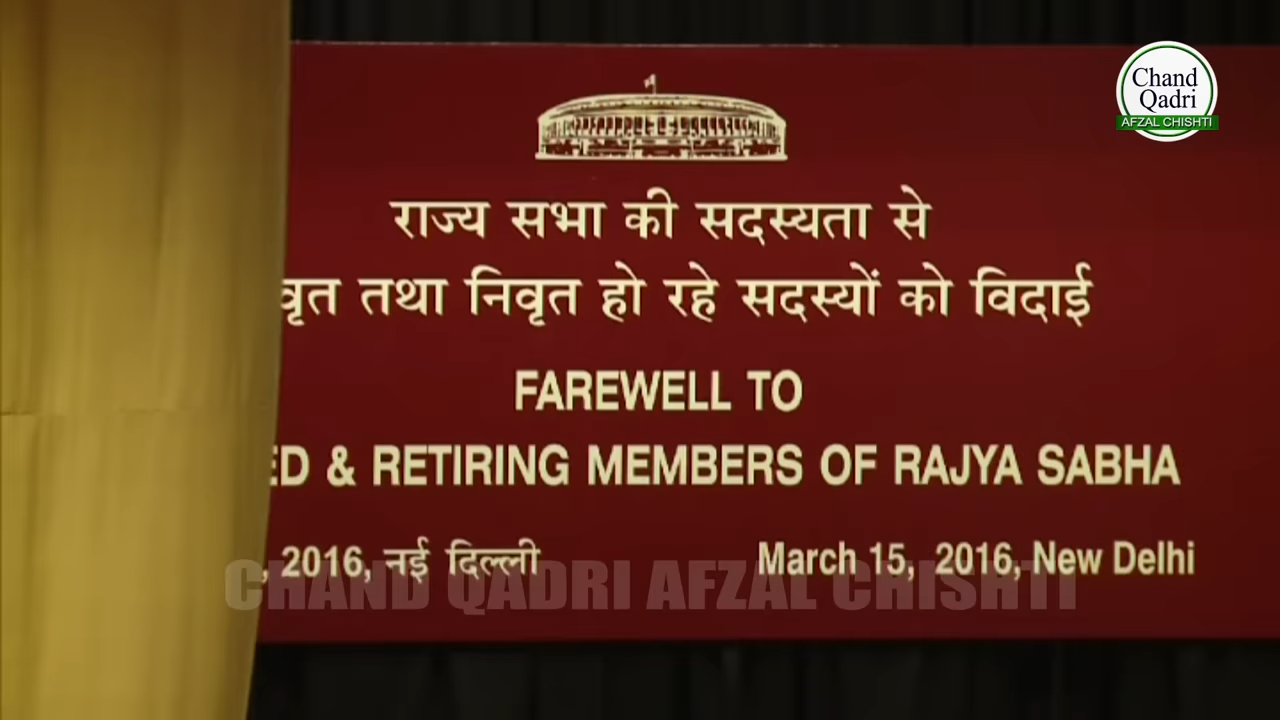 Chand
Qadri
AFZAL CHISHTI
राज्य सभा की सदस्यता से
तथा निवृत हो रहे सदस्यों को विदाई
FAREWELL TO
& RETIRING MEMBERS OF RAJYA SABHA
, 2016, नई दिल्ली March 15, 2016, New Delhi
CHAND QADRI AFZAL CHISHTI